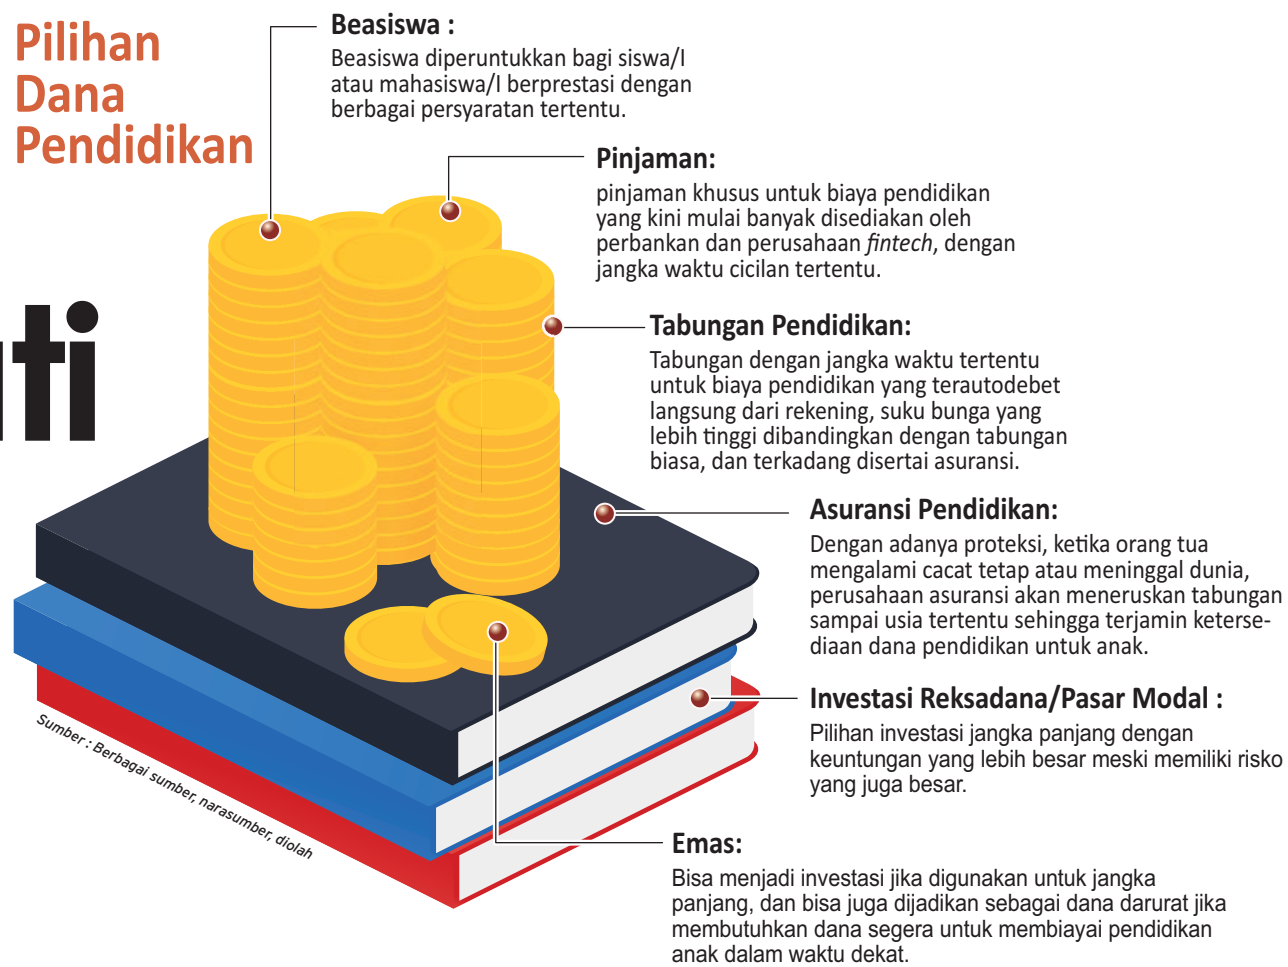 Pilihan
Dana
Pendidikan
Beasiswa :
Beasiswa diperuntukkan bagi siswa/I
atau mahasiswa/I berprestasi dengan
berbagai persyaratan tertentu.
Pinjaman:
pinjaman khusus untuk biaya pendidikan
yang kini mulai banyak disediakan oleh
perbankan dan perusahaan fintech, dengan
jangka waktu cicilan tertentu.
Tabungan Pendidikan:
Tabungan dengan jangka waktu tertentu
untuk biaya pendidikan yang terautodebet
langsung dari rekening, suku bunga yang
lebih tinggi dibandingkan dengan tabungan
biasa, dan terkadang disertai asuransi.
Asuransi Pendidikan:
Dengan adanya proteksi, ketika orang tua
mengalami cacat tetap atau meninggal dunia,
perusahaan asuransi akan meneruskan tabungan
sampai usia tertentu sehingga terjamin keterse-
diaan dana pendidikan untuk anak.
Investasi Reksadana/Pasar Modal :
Pilihan investasi jangka panjang dengan
keuntungan yang lebih besar meski memiliki risko
yang juga besar.
Emas:
Bisa menjadi investasi jika digunakan untuk jangka
panjang, dan bisa juga dijadikan sebagai dana darurat jika
membutuhkan dana segera untuk membiayai pendidikan
anak dalam waktu dekat.
Sumber : Berbagai sumber, narasumber, diolah